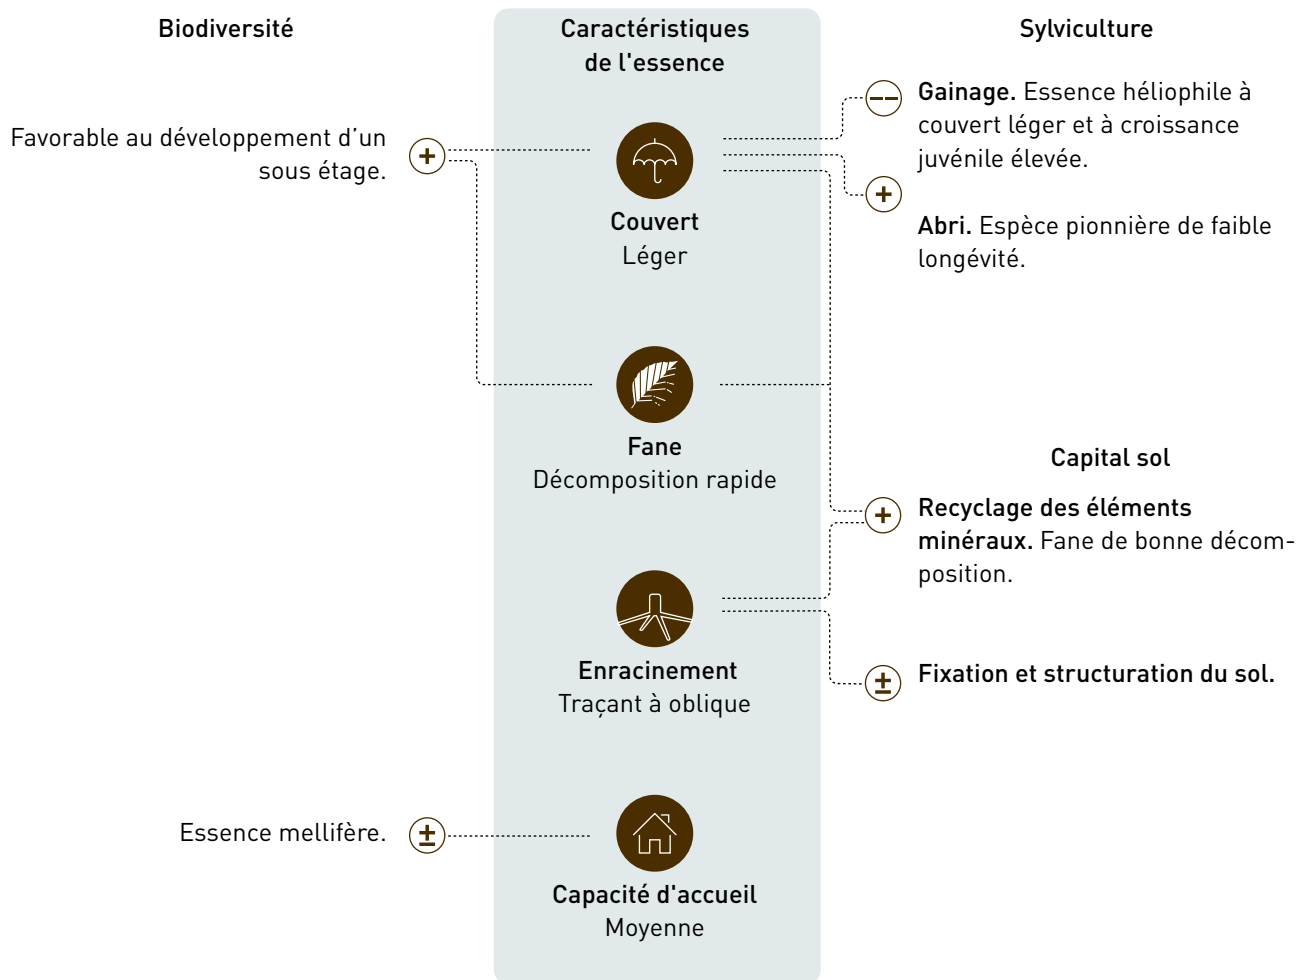 Biodiversité
Favorable au développement d’un
sous étage.
+
Essence mellifère.
±
Caractéristiques
de l'essence
Couvert
Léger
Fane
Décomposition rapide
Enracinement
Traçant à oblique
Capacité d'accueil
Moyenne
Sylviculture
−−
Gainage. Essence héliophile à
couvert léger et à croissance
juvénile élevée.
+
Abri. Espèce pionnière de faible
longévité.
Capital sol
+
Recyclage des éléments
minéraux. Fane de bonne décom-
position.
±
Fixation et structuration du sol.